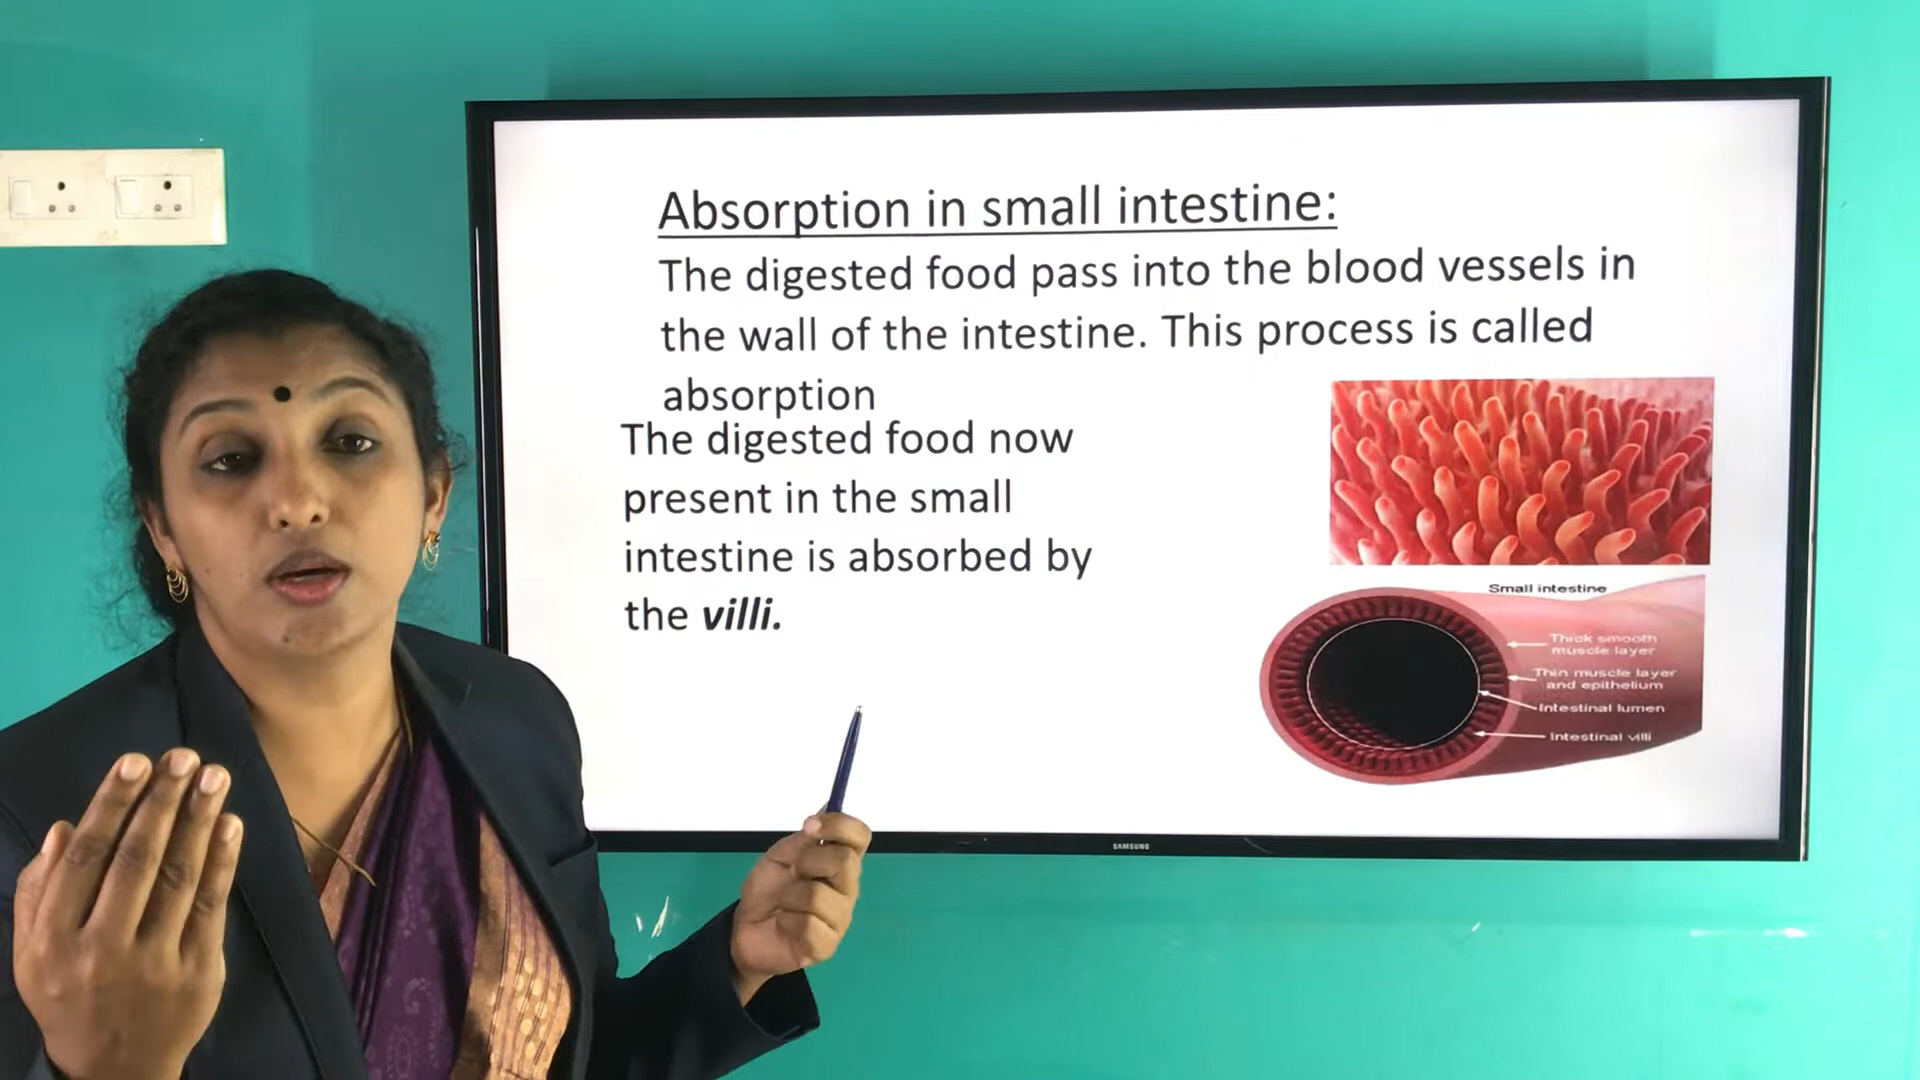 Absorption in small intestine:
The digested food pass into the blood vessels in
the wall of the intestine. This process is called
absorption
The digested food now
present in the small
intestine is absorbed by
the villi.
Small intestine
Thick smooth
muscle layer
Thin muscle layer
and epithelium
Intestinal lumen
Intestinal villi
SAMSUNG